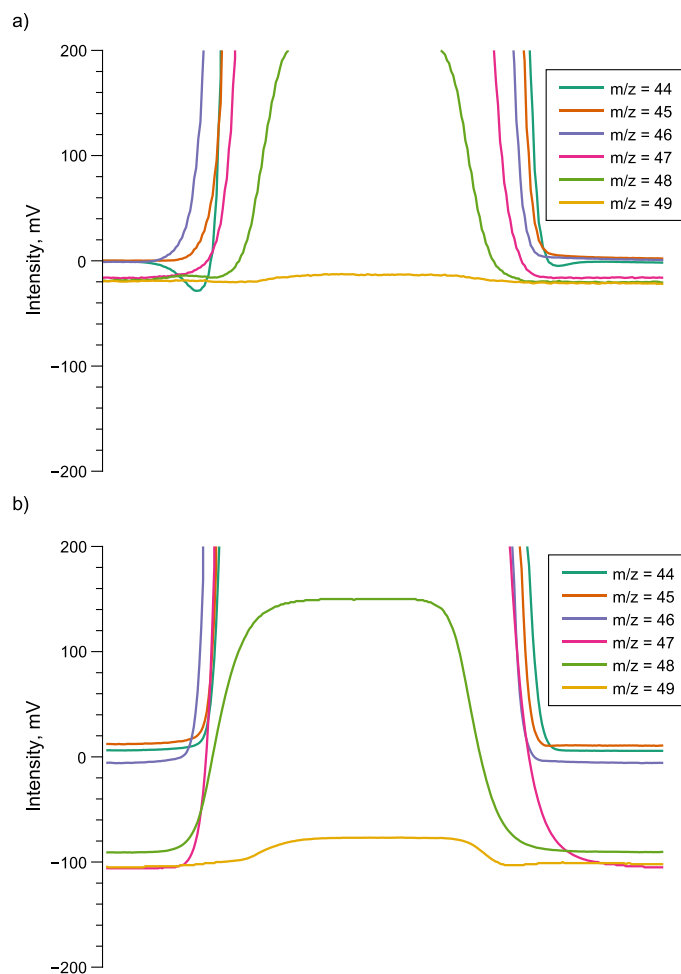 a)
200
100
0
−100
−200
Intensity, mV
m/z = 44
m/z = 45
m/z = 46
m/z = 47
m/z = 48
m/z = 49
b)
200
100
0
−100
−200
Intensity, mV
m/z = 44
m/z = 45
m/z = 46
m/z = 47
m/z = 48
m/z = 49